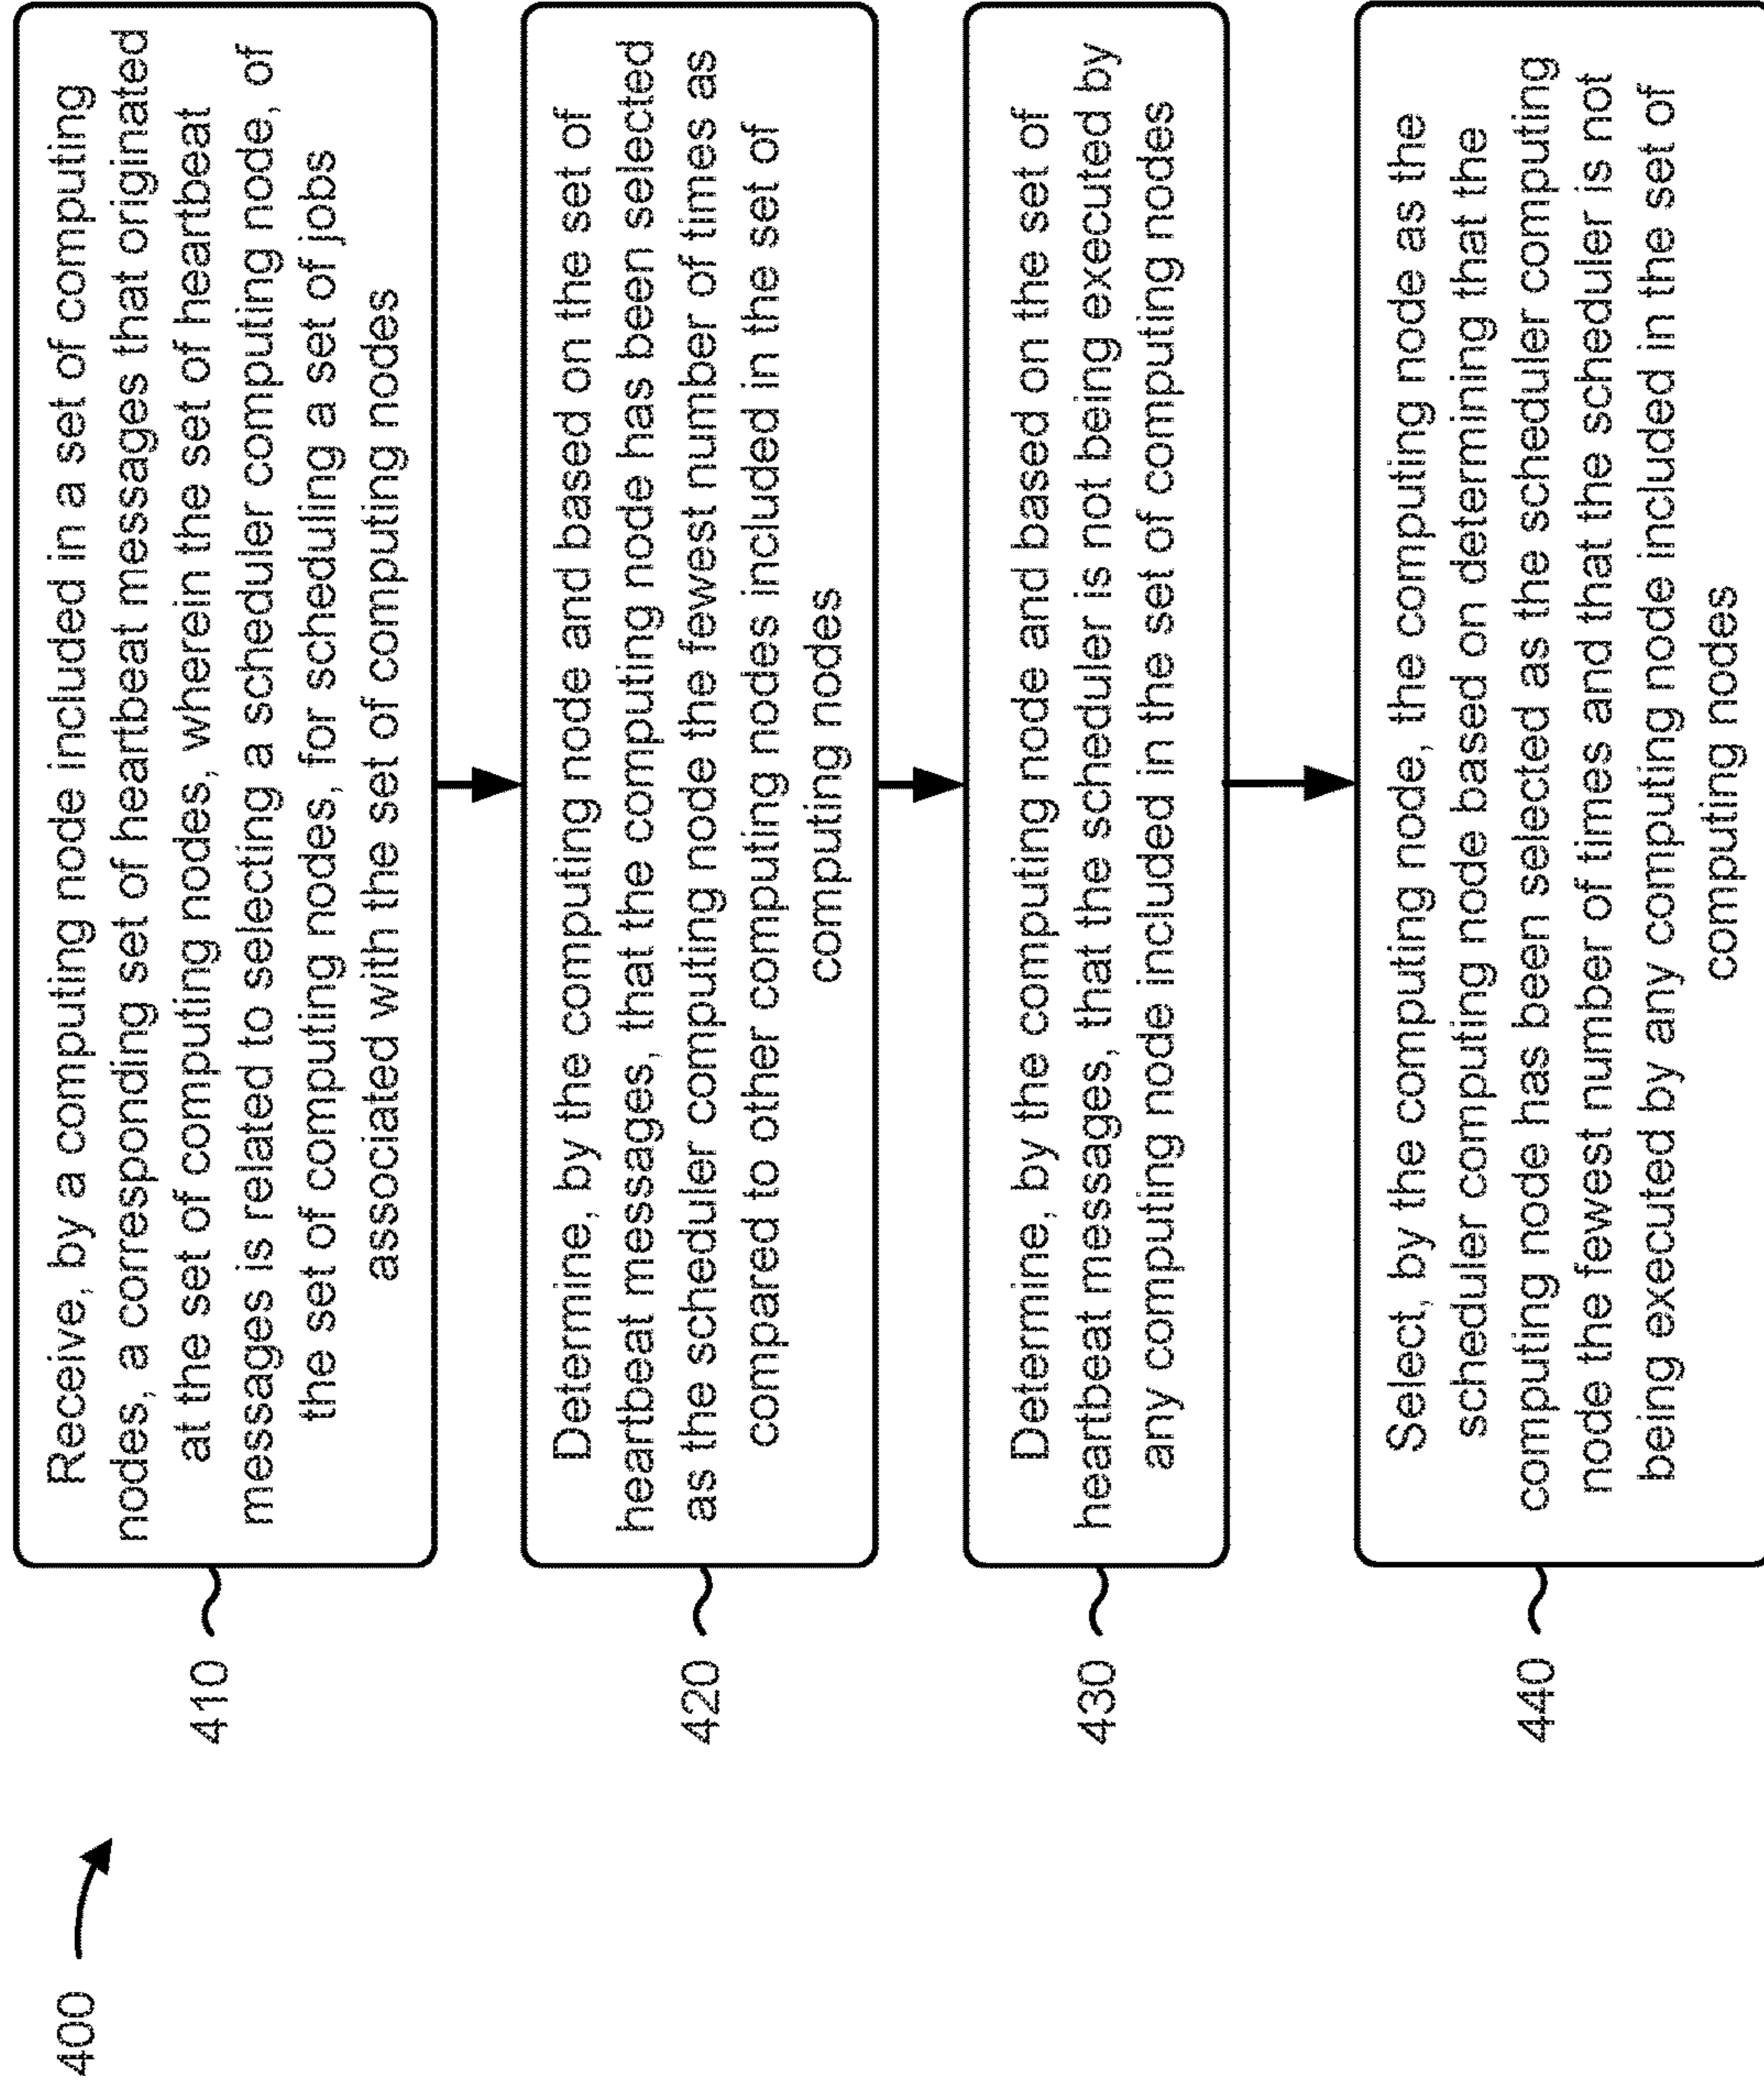 400
410
Receive, by a computing node included in a set of computing
nodes, a corresponding set of heartbeat messages that originated
at the set of computing nodes, wherein the set of heartbeat
messages is related to selecting a scheduler computing node, of
the set of computing nodes, for scheduling a set of jobs
associated with the set of computing nodes
420
Determine, by the computing node and based on the set of
heartbeat messages, that the computing node has been selected
as the scheduler computing node the fewest number of times as
compared to other computing nodes included in the set of
computing nodes
430
Determine, by the computing node and based on the set of
heartbeat messages, that the scheduler is not being executed by
any computing node included in the set of computing nodes
440
Select, by the computing node, the computing node as the
scheduler computing node based on determining that the
computing node has been selected as the scheduler computing
node the fewest number of times and that the scheduler is not
being executed by any computing node included in the set of
computing nodes